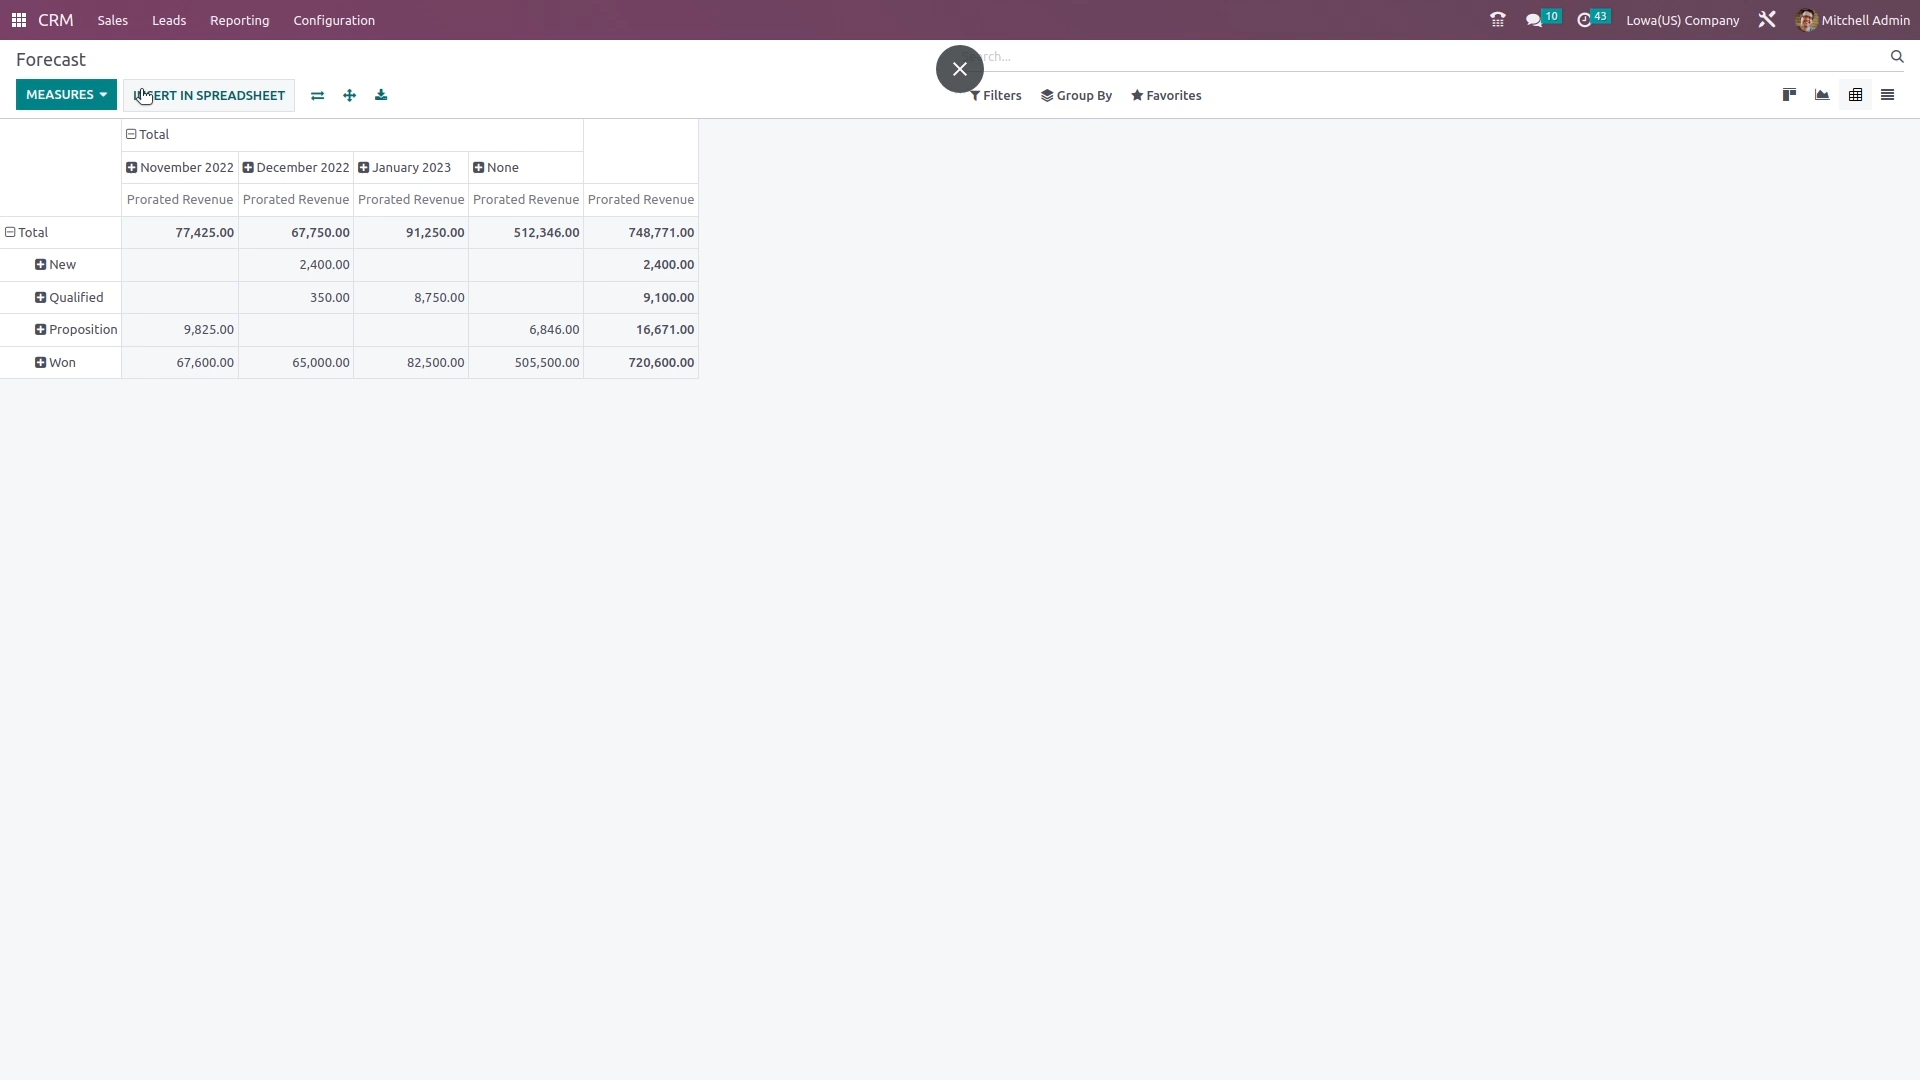 CRM Sales Leads Reporting Configuration 10 43 Lowa(US) Company Mitchell Admin
Forecast
MEASURES SERT IN SPREADSHEET Filters Group By Favorites
Total
November 2022 December 2022 January 2023 None
Prorated Revenue Prorated Revenue Prorated Revenue Prorated Revenue Prorated Revenue
Total 77,425.00 67,750.00 91,250.00 512,346.00 748,771.00
New 2,400.00 2,400.00
Qualified 350.00 8,750.00 9,100.00
Proposition 9,825.00 6,846.00 16,671.00
Won 67,600.00 65,000.00 82,500.00 505,500.00 720,600.00